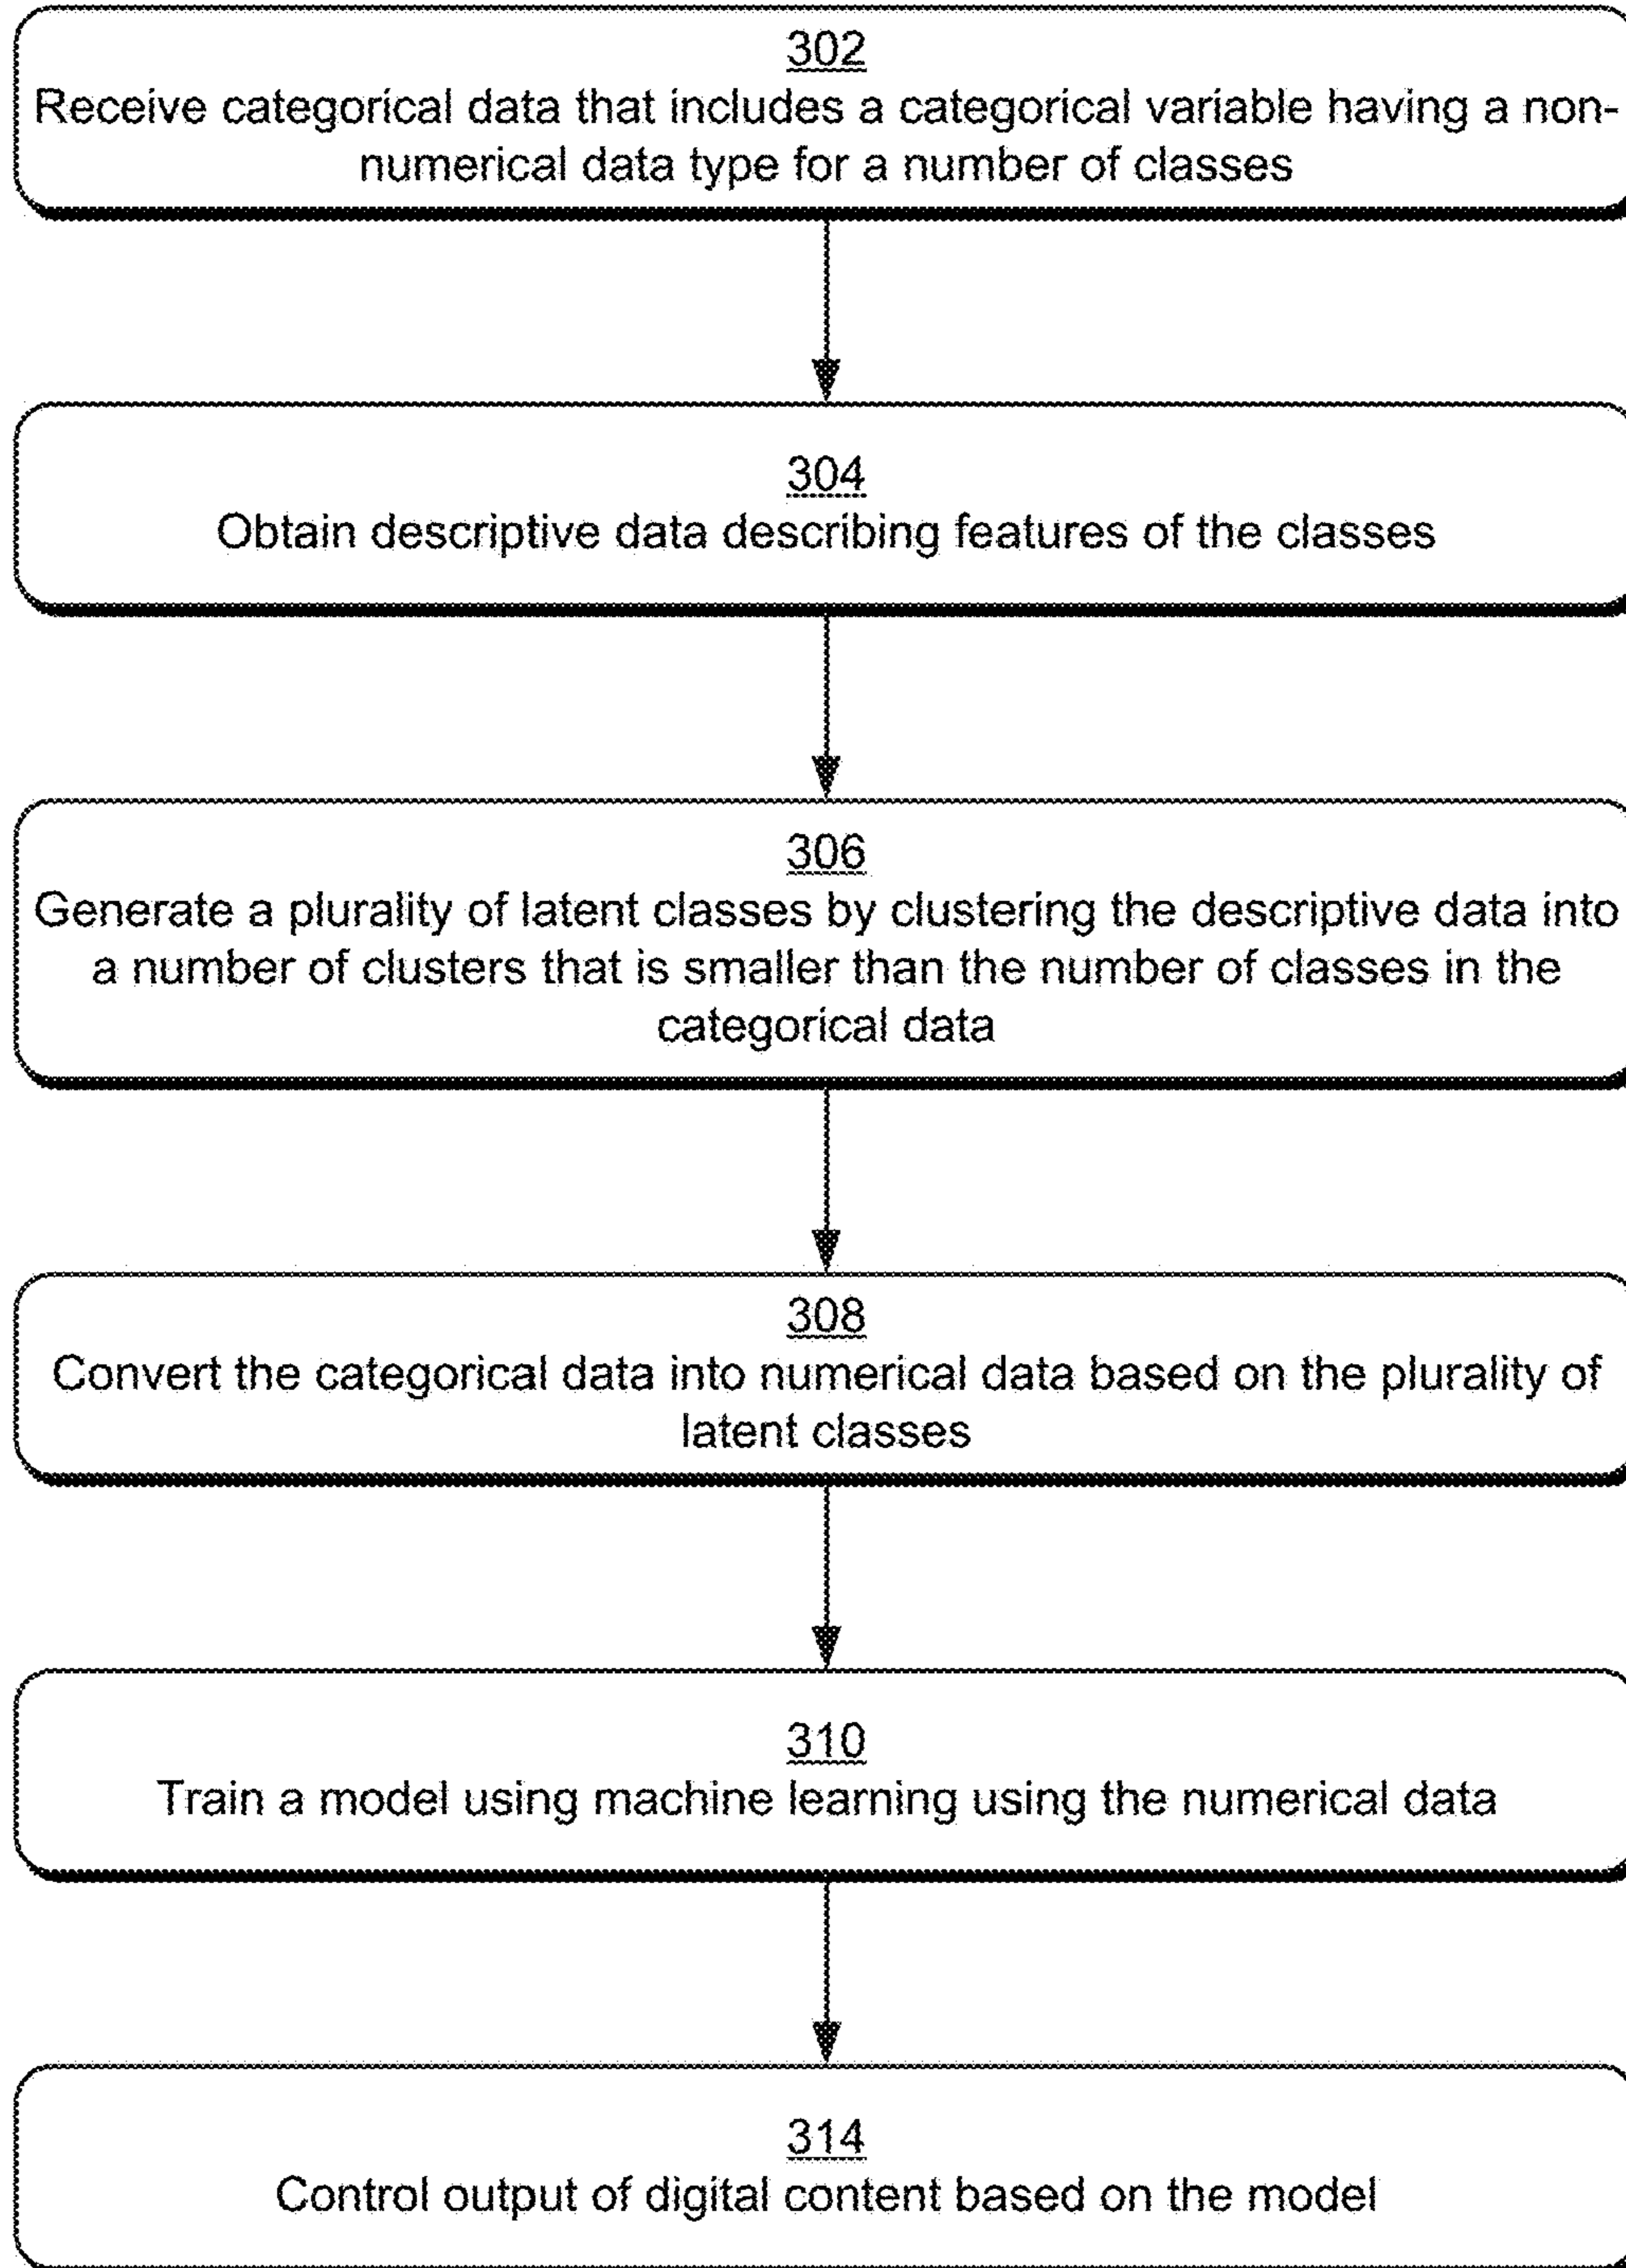 302
Receive categorical data that includes a categorical variable having a non-
numerical data type for a number of classes
304
Obtain descriptive data describing features of the classes
306
Generate a plurality of latent classes by clustering the descriptive data into
a number of clusters that is smaller than the number of classes in the
categorical data
308
Convert the categorical data into numerical data based on the plurality of
latent classes
310
Train a model using machine learning using the numerical data
314
Control output of digital content based on the model